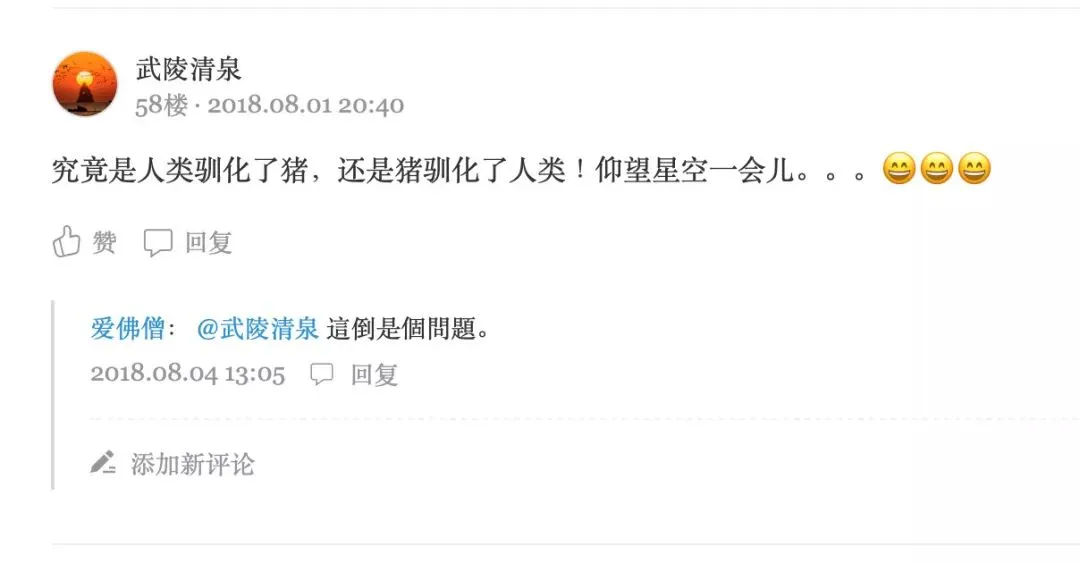 武陵清泉
58楼 · 2018.08.01 20:40
究竟是人类驯化了猪，还是猪驯化了人类！仰望星空一会儿。。。😄😄😄
赞 回复
爱佛僧： @武陵清泉 這倒是個問題。
2018.08.04 13:05 回复
添加新评论